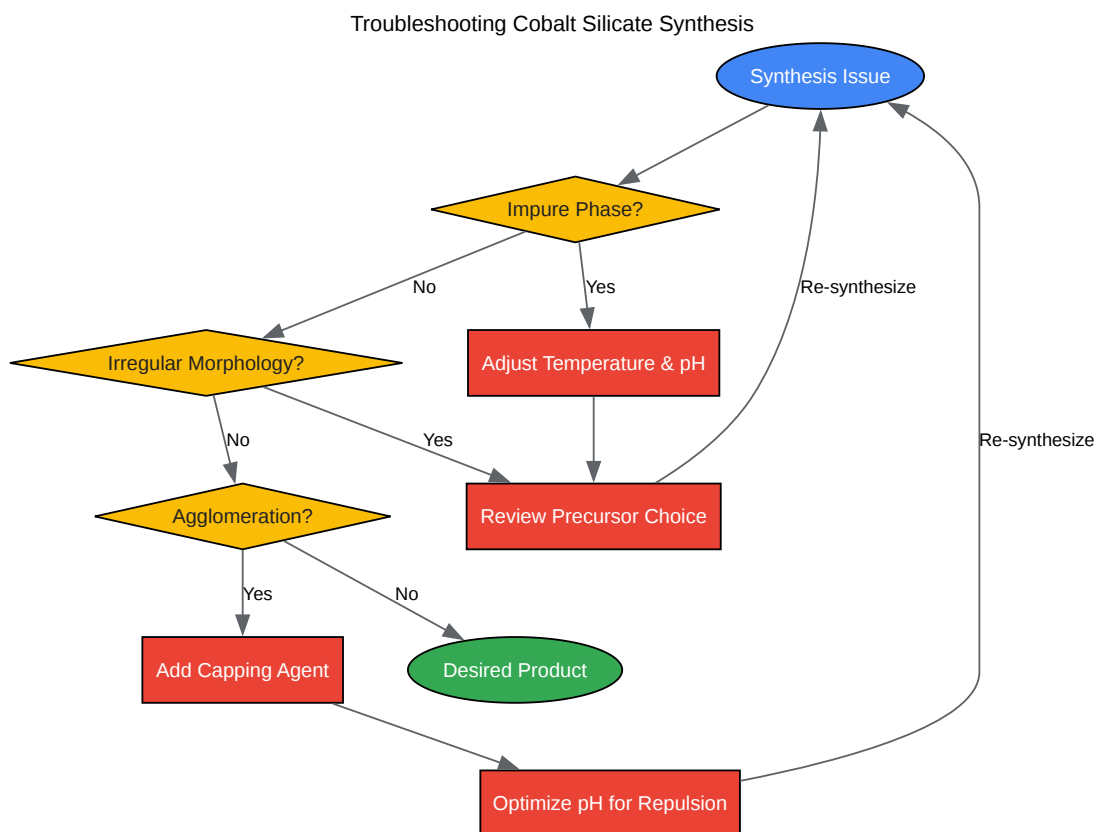 Troubleshooting Cobalt Silicate Synthesis
Synthesis Issue
Impure Phase?
No
Yes
Re-synthesize
Irregular Morphology?
Adjust Temperature & pH
No
Yes
Re-synthesize
Agglomeration?
Review Precursor Choice
Yes
No
Add Capping Agent
Desired Product
Optimize pH for Repulsion